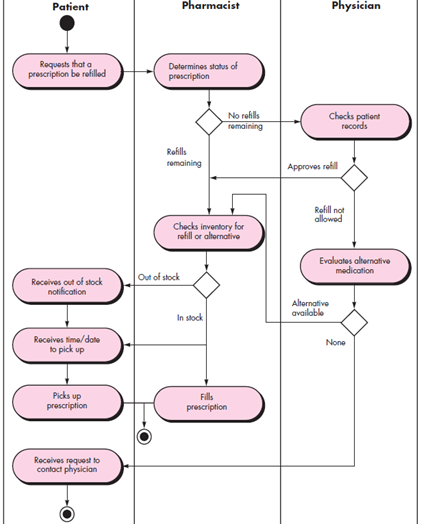 Patient
Pharmacist
Physician
Requests that a
prescription be refilled
Determines status of
prescription
No refills
remaining
Checks patient
records
Refills
remaining
Approves refill
Refill not
allowed
Checks inventory for
refill or alternative
Evaluates alternative
medication
Out of stock
Receives out of stock
notification
Alternative
available
In stock
None
Receives time/date
to pick up
Picks up
prescription
Fills
prescription
Receives request to
contact physician